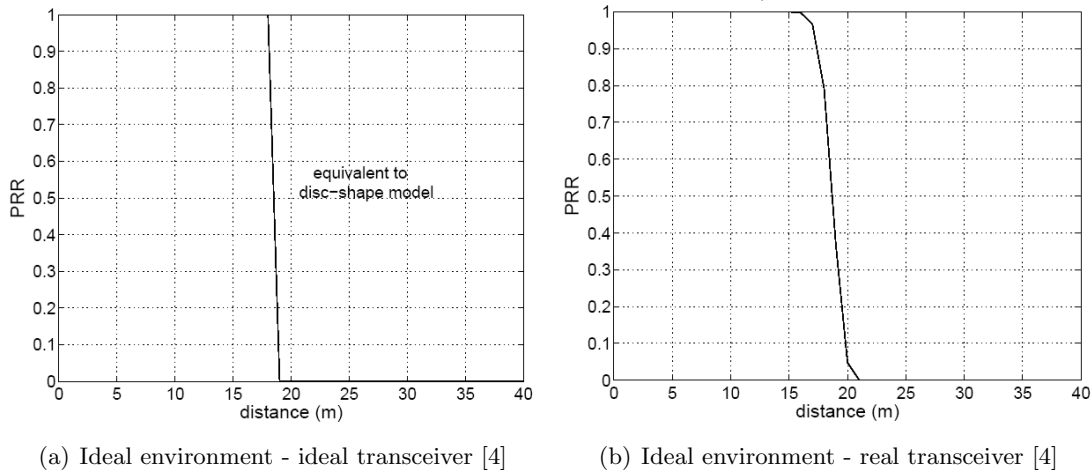 1
0.9
0.8
0.7
0.6
0.5
0.4
0.3
0.2
0.1
0
PRR
equivalent to
disc−shape model
0 5 10 15 20 25 30 35 40
distance (m)
(a) Ideal environment - ideal transceiver [4]
1
0.9
0.8
0.7
0.6
0.5
0.4
0.3
0.2
0.1
0
PRR
0 5 10 15 20 25 30 35 40
distance (m)
(b) Ideal environment - real transceiver [4]